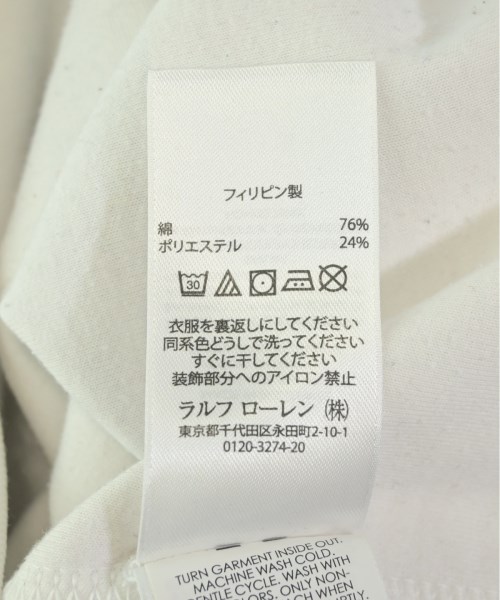 フィリピン製
綿 76%
ポリエステル 24%
30
衣服を裏返しにしてください
同系色どうしで洗ってください
すぐに干してください
装飾部分へのアイロン禁止
ラルフ ローレン (株)
東京都千代田区永田町2-10-1
0120-3274-20
TURN GARMENT INSIDE OUT.
MACHINE WASH COLD.
GENTLE CYCLE. WASH WITH
COLORS. ONLY NON-
WHEN